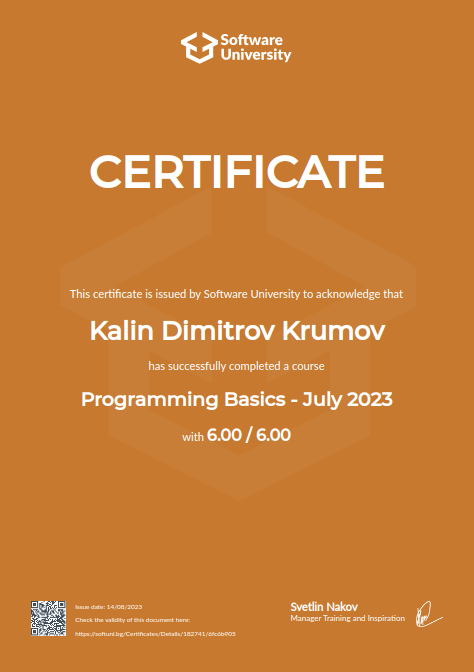 Software
University
CERTIFICATE
This certificate is issued by Software University to acknowledge that
Kalin Dimitrov Krumov
has successfully completed a course
Programming Basics - July 2023
with 6.00 / 6.00
Issue date: 14/08/2023
Check the validity of this document here:
https://softuni.bg/Certificates/Details/182741/6fc6b905
Svetlin Nakov
Manager Training and Inspiration